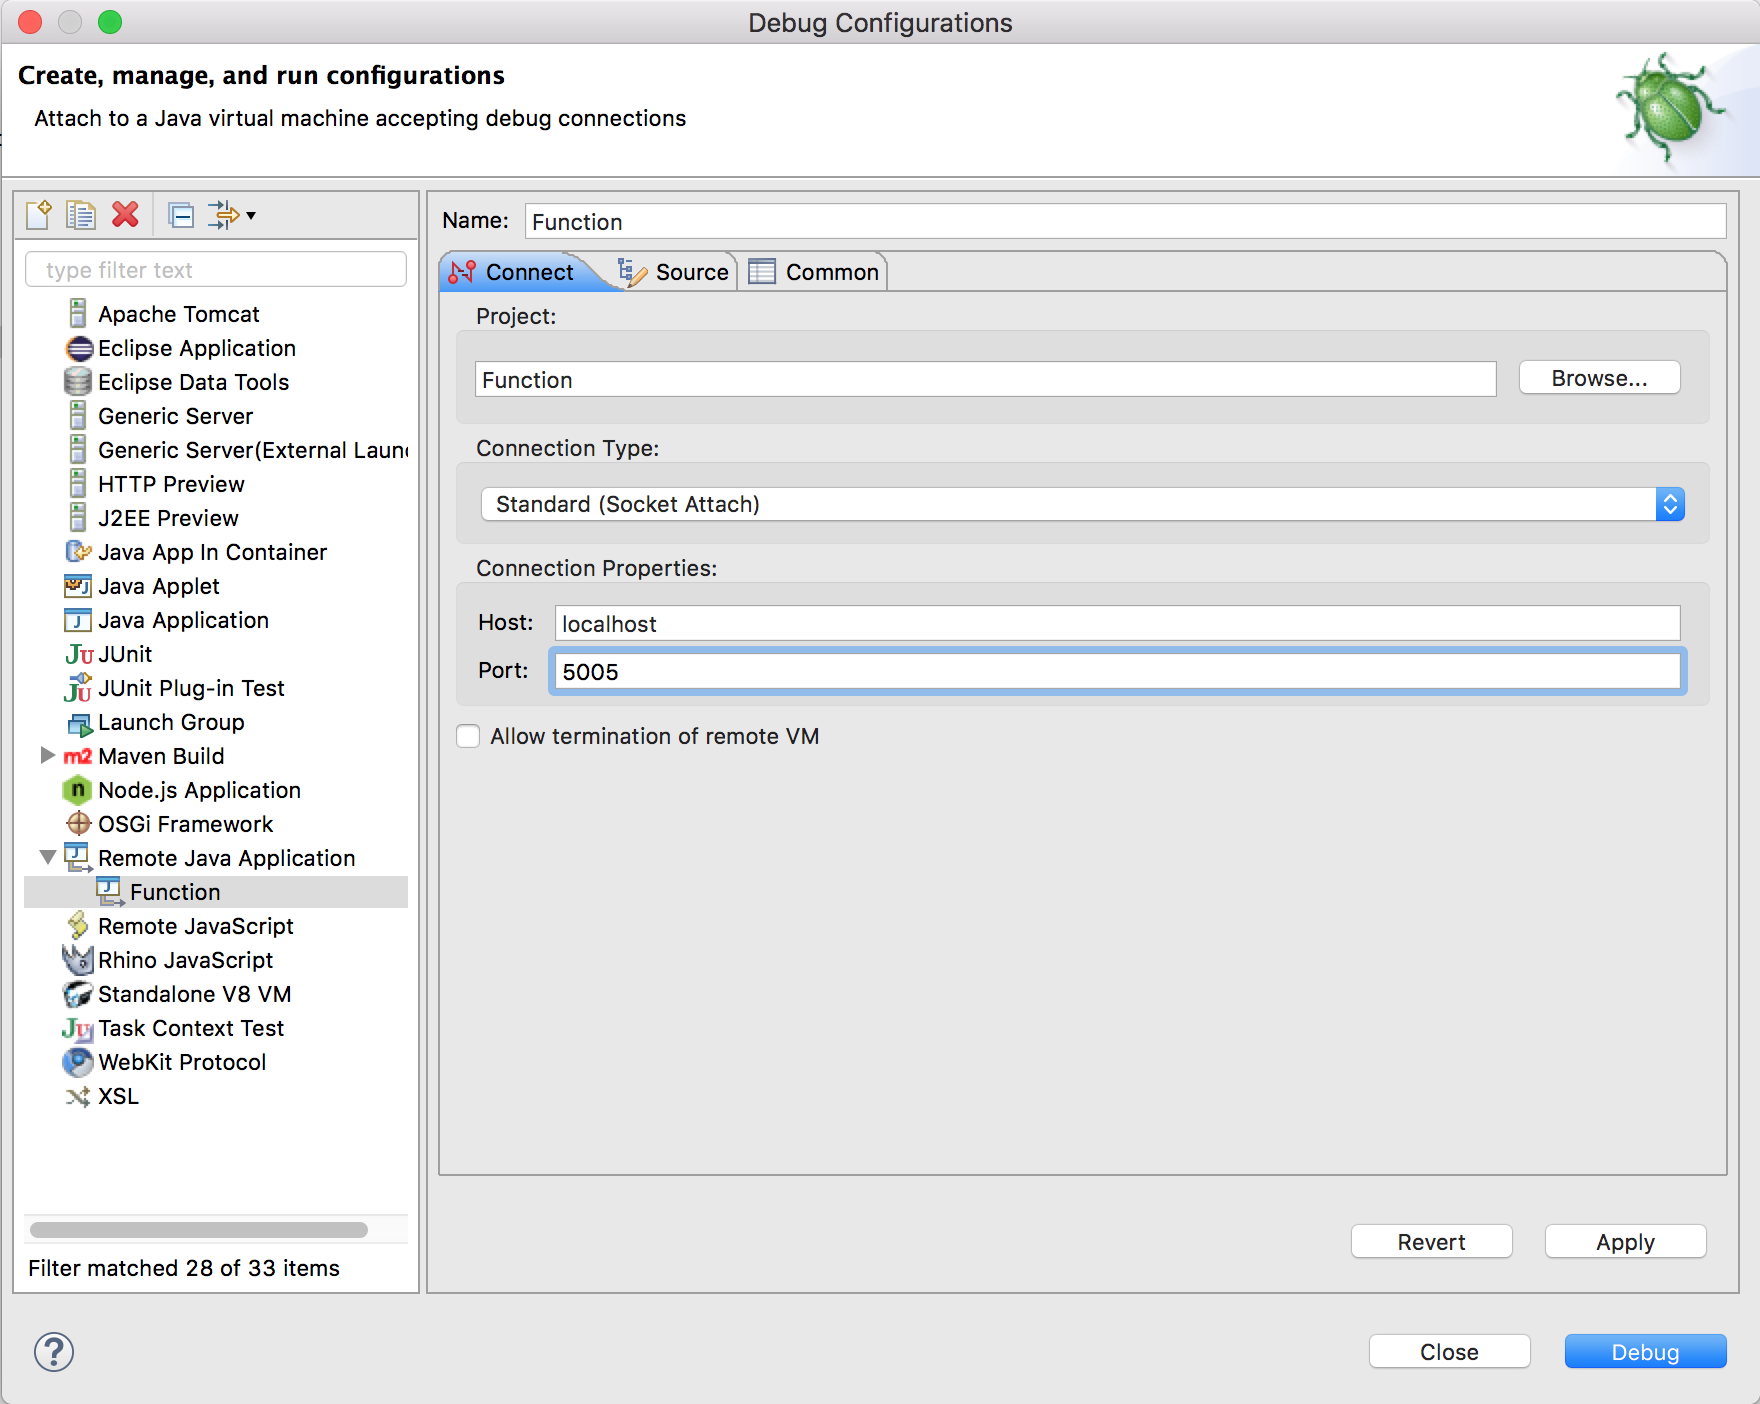 Debug Configurations
Create, manage, and run configurations
Attach to a Java virtual machine accepting debug connections
type filter text
Apache Tomcat
Eclipse Application
Eclipse Data Tools
Generic Server
Generic Server(External Laun
HTTP Preview
J2EE Preview
Java App In Container
Java Applet
Java Application
JUnit
JUnit Plug-in Test
Launch Group
Maven Build
Node.js Application
OSGi Framework
Remote Java Application
Function
Remote JavaScript
Rhino JavaScript
Standalone V8 VM
Task Context Test
WebKit Protocol
XSL
Filter matched 28 of 33 items
Name: Function
Connect Source Common
Project:
Function Browse...
Connection Type:
Standard (Socket Attach)
Connection Properties:
Host: localhost
Port: 5005
Allow termination of remote VM
Revert Apply
Close Debug